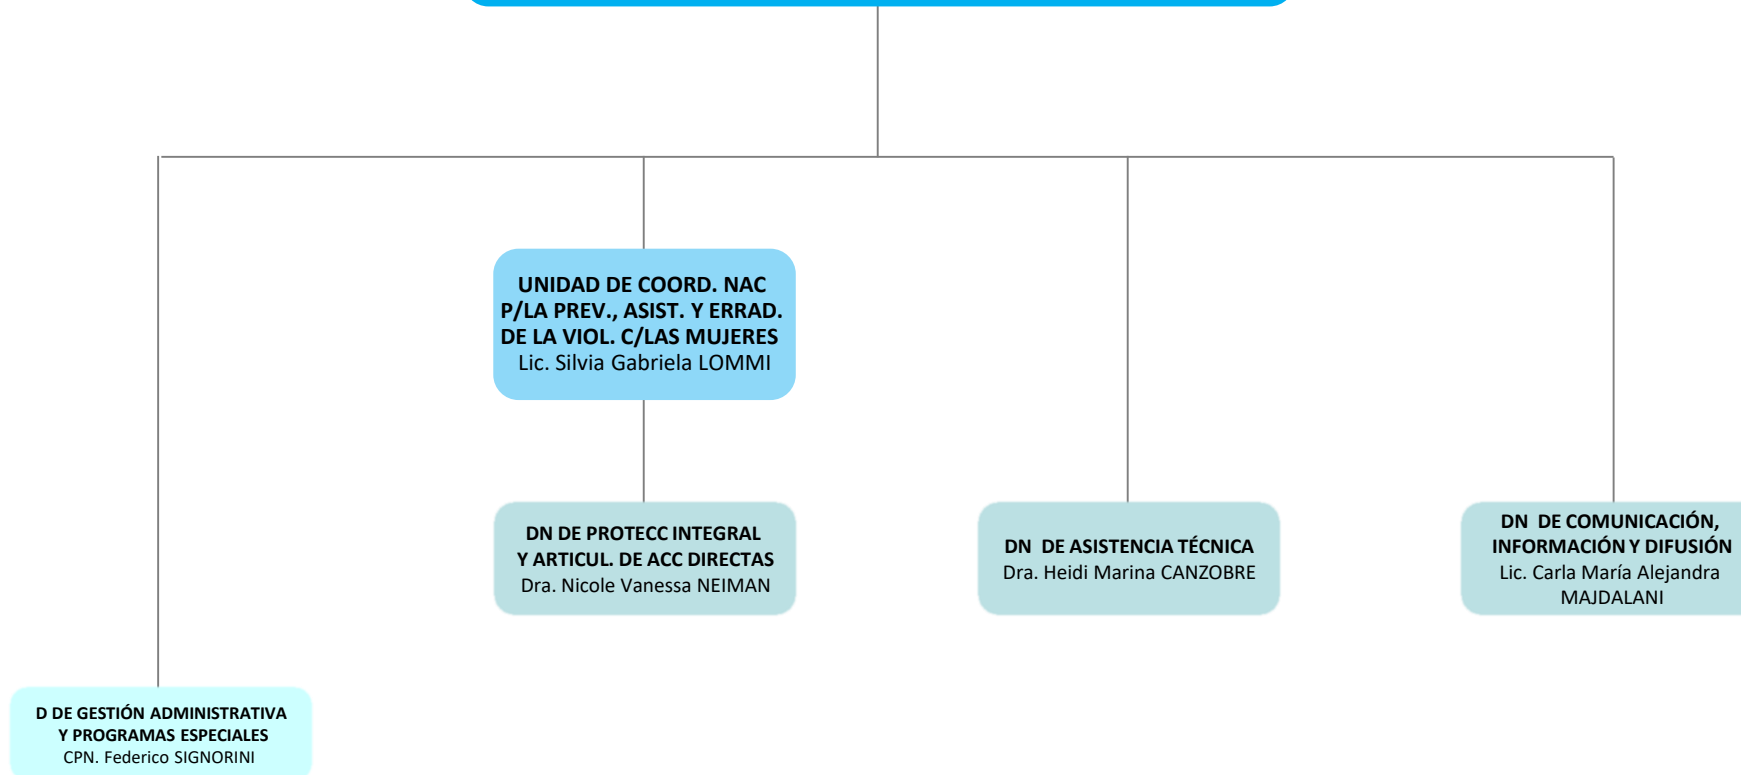 UNIDAD DE COORD. NAC
P/LA PREV., ASIST. Y ERRAD.
DE LA VIOL. C/LAS MUJERES
Lic. Silvia Gabriela LOMMI
DN DE PROTECC INTEGRAL
Y ARTICUL. DE ACC DIRECTAS
Dra. Nicole Vanessa NEIMAN
DN DE ASISTENCIA TÉCNICA
Dra. Heidi Marina CANZOBRE
DN DE COMUNICACIÓN,
INFORMACIÓN Y DIFUSIÓN
Lic. Carla María Alejandra
MAJDALANI
D DE GESTIÓN ADMINISTRATIVA
Y PROGRAMAS ESPECIALES
CPN. Federico SIGNORINI